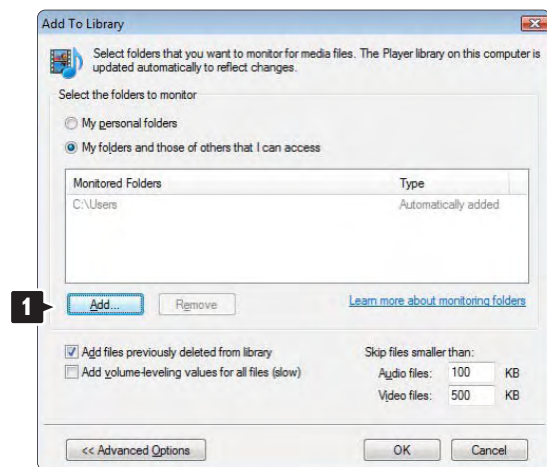 Add To Library
Select folders that you want to monitor for media files. The Player library on this computer is
updated automatically to reflect changes.
Select the folders to monitor
My personal folders
My folders and those of others that I can access
Monitored Folders Type
C:\Users Automatically added
1
Add... Remove Learn more about monitoring folders
Add files previously deleted from library Skip files smaller than:
Add volume-leveling values for all files (slow) Audio files: 100 KB
Video files: 500 KB
<< Advanced Options OK Cancel